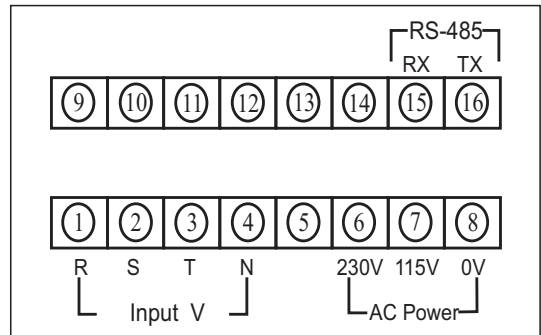 RS-485
RX TX
9 10 11 12 13 14 15 16
1 2 3 4 5 6 7 8
R S T N 230V 115V 0V
Input V AC Power